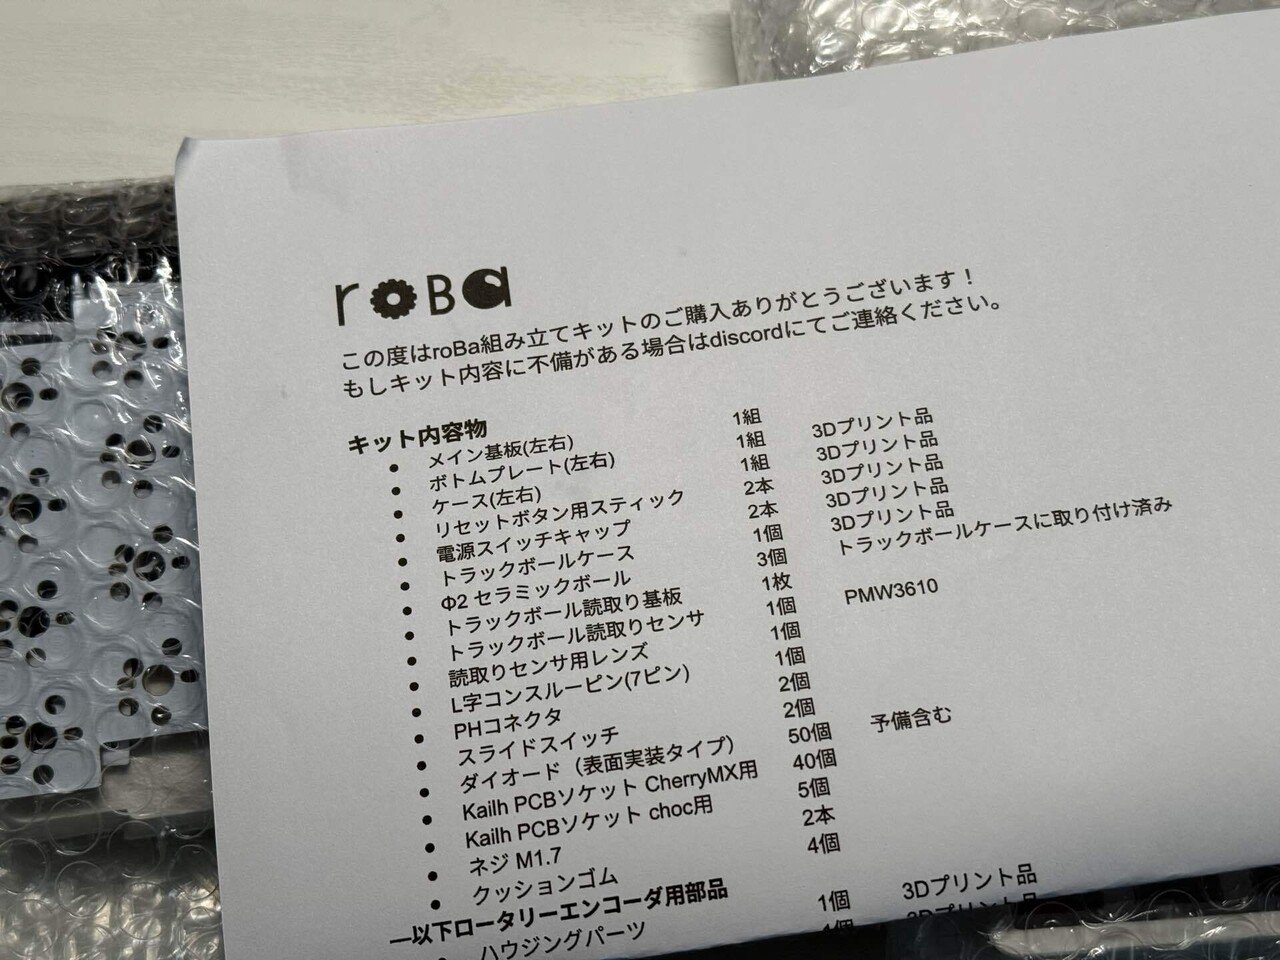 roBa
この度はroBa組み立てキットのご購入ありがとうございます！
もしキット内容に不備がある場合はdiscordにてご連絡ください。
キット内容物
● メイン基板(左右) 1組
● ボトムプレート(左右) 1組 3Dプリント品
● ケース(左右) 1組 3Dプリント品
● リセットボタン用スティック 2本 3Dプリント品
● 電源スイッチキャップ 2本 3Dプリント品
● トラックボールケース 1個 3Dプリント品
● Φ2 セラミックボール 3個 トラックボールケースに取り付け済み
● トラックボール読取り基板 1枚
● トラックボール読取りセンサ 1個 PMW3610
● 読取りセンサ用レンズ 1個
● L字コンスルーピン(7ピン) 1個
● PHコネクタ 2個
● スライドスイッチ 2個
● ダイオード（表面実装タイプ） 50個 予備含む
● Kailh PCBソケット CherryMX用 40個
● Kailh PCBソケット choc用 5個
● ネジ M1.7 2本
● クッションゴム 4個
—以下ロータリーエンコーダ用部品
● ハウジングパーツ 1個 3Dプリント品
1個 3Dプリント品